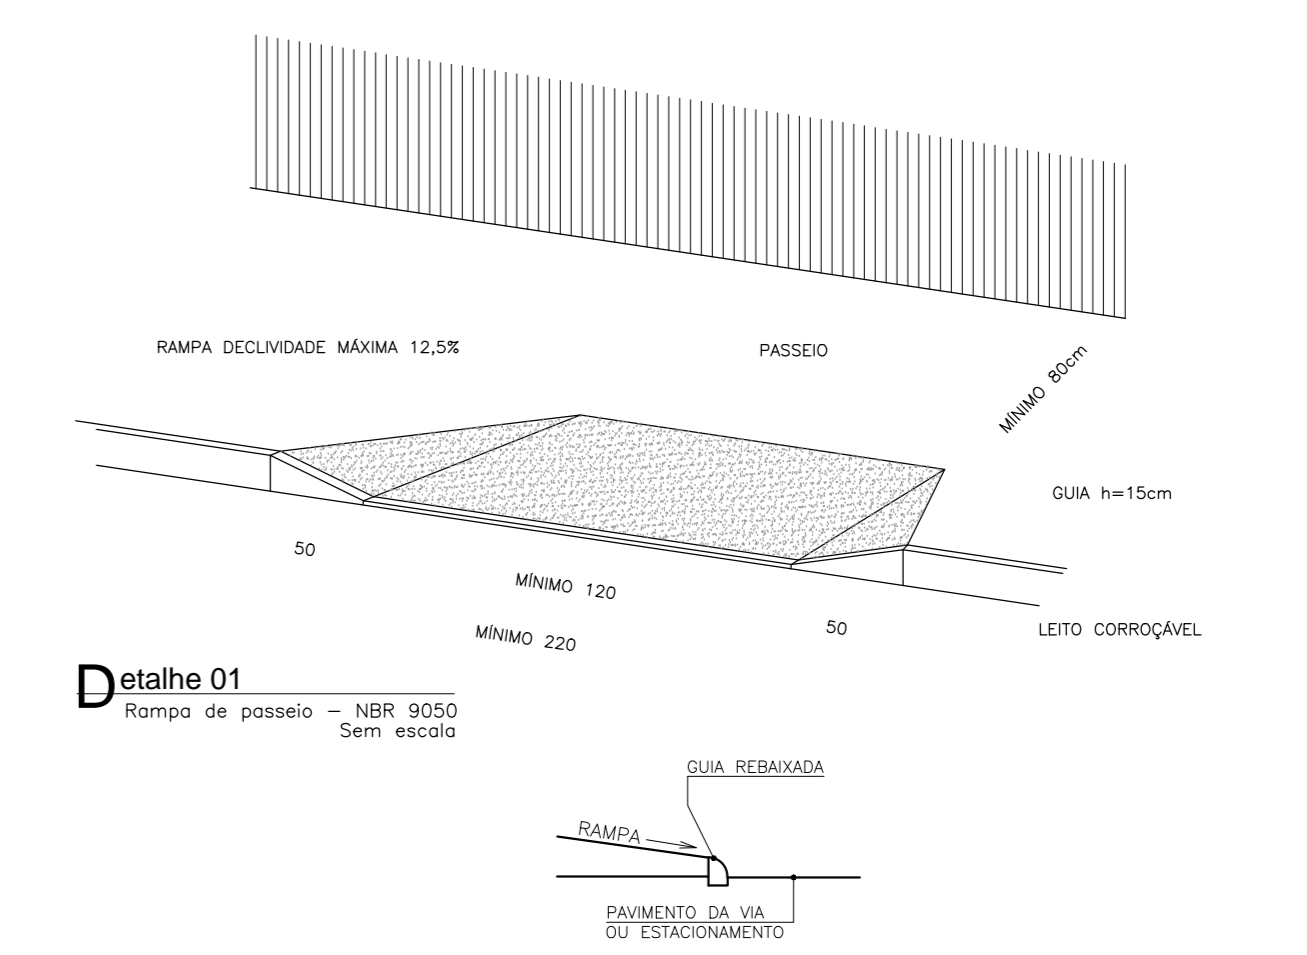 RAMPA DECLIVIDADE MÁXIMA 12,5%
PASSEIO
MÍNIMO 80cm
GUIA h=15cm
50
MÍNIMO 120
MÍNIMO 220
50
LEITO CORROÇÁVEL
Detalhe 01
Rampa de passeio – NBR 9050
Sem escala
GUIA REBAIXADA
RAMPA
PAVIMENTO DA VIA
OU ESTACIONAMENTO